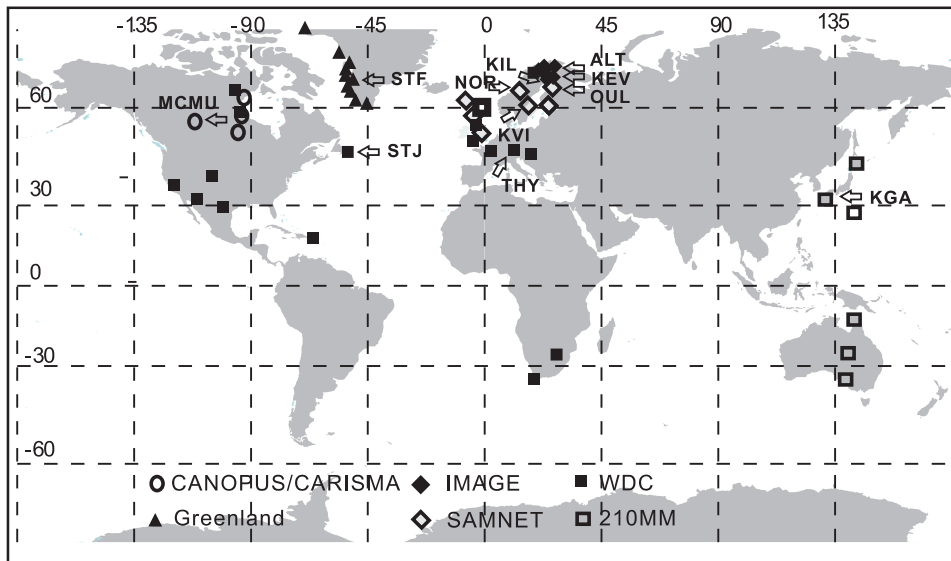 -135 -90 -45 0 45 90 135
KIL ALT
NOR KEV
STF OUL
MCMU
60
KVI
STJ
THY
KGA
30
0
-30
-60
CANOPUS/CARISMA IMAGE WDC
Greenland SAMNET 210MM